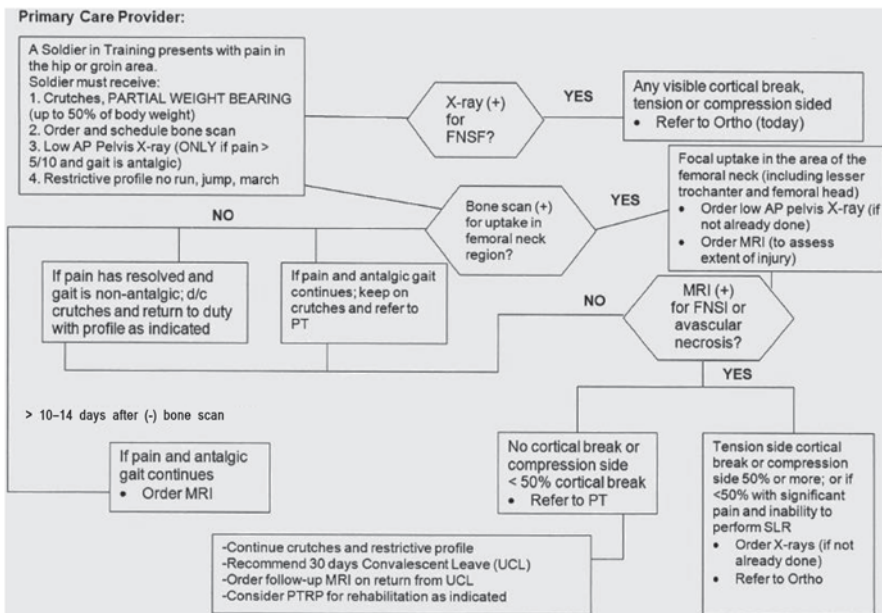 Primary Care Provider:
A Soldier in Training presents with pain in
the hip or groin area.
Soldier must receive:
1. Crutches, PARTIAL WEIGHT BEARING
(up to 50% of body weight)
2. Order and schedule bone scan
3. Low AP Pelvis X-ray (ONLY if pain >
5/10 and gait is antalgic)
4. Restrictive profile no run, jump, march
X-ray (+)
for
FNSF?
YES
Any visible cortical break,
tension or compression sided
• Refer to Ortho (today)
Bone scan (+)
for uptake in
femoral neck
region?
YES
Focal uptake in the area of the
femoral neck (including lesser
trochanter and femoral head)
• Order low AP pelvis X-ray (if
not already done)
• Order MRI (to assess
extent of injury)
NO
If pain has resolved and
gait is non-antalgic; d/c
crutches and return to duty
with profile as indicated
If pain and antalgic gait
continues; keep on
crutches and refer to
PT
NO
MRI (+)
for FNSI or
avascular
necrosis?
YES
> 10–14 days after (-) bone scan
If pain and antalgic
gait continues
• Order MRI
No cortical break or
compression side
< 50% cortical break
• Refer to PT
Tension side cortical
break or compression
side 50% or more; or if
<50% with significant
pain and inability to
perform SLR
• Order X-rays (if not
already done)
• Refer to Ortho
-Continue crutches and restrictive profile
-Recommend 30 days Convalescent Leave (UCL)
-Order follow-up MRI on return from UCL
-Consider PTRP for rehabilitation as indicated